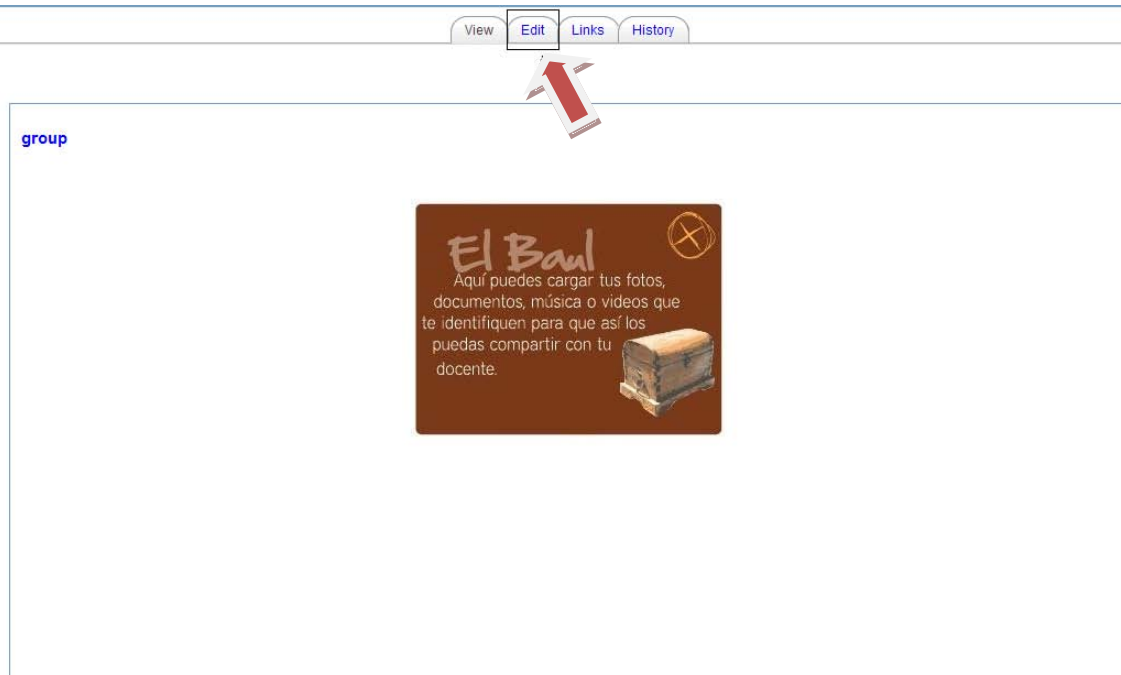 View Edit Links History
group
El Baul
Aquí puedes cargar tus fotos,
documentos, música o videos que
te identifiquen para que así los
puedas compartir con tu
docente.